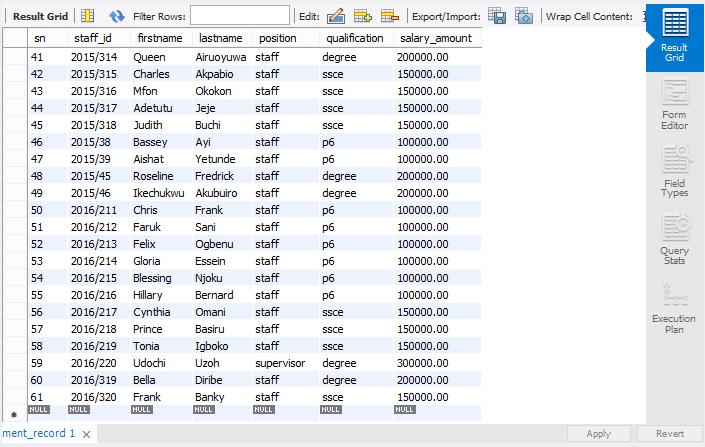 Result Grid Filter Rows: Edit: Export/Import: Wrap Cell Content:
sn staff_id firstname lastname position qualification salary_amount
41 2015/314 Queen Airuoyuwa staff degree 200000.00
42 2015/315 Charles Akpabio staff ssce 150000.00
43 2015/316 Mfon Okokon staff ssce 150000.00
44 2015/317 Adetutu Jeje staff ssce 150000.00
45 2015/318 Judith Buchi staff ssce 150000.00
46 2015/38 Bassey Ayi staff p6 100000.00
47 2015/39 Aishat Yetunde staff p6 100000.00
48 2015/45 Roseline Fredrick staff degree 200000.00
49 2015/46 Ikechukwu Akubuiro staff degree 200000.00
50 2016/211 Chris Frank staff p6 100000.00
51 2016/212 Faruk Sani staff p6 100000.00
52 2016/213 Felix Ogbenu staff p6 100000.00
53 2016/214 Gloria Essein staff p6 100000.00
54 2016/215 Blessing Njoku staff p6 100000.00
55 2016/216 Hillary Bernard staff p6 100000.00
56 2016/217 Cynthia Omani staff ssce 150000.00
57 2016/218 Prince Basiru staff ssce 150000.00
58 2016/219 Tonia Igboko staff ssce 150000.00
59 2016/220 Udochi Uzoh supervisor degree 300000.00
60 2016/319 Bella Diribe staff degree 200000.00
61 2016/320 Frank Banky staff ssce 150000.00
NULL NULL NULL NULL NULL NULL NULL
ment_record 1
Apply Revert
Result
Grid
Form
Editor
Field
Types
Query
Stats
Execution
Plan